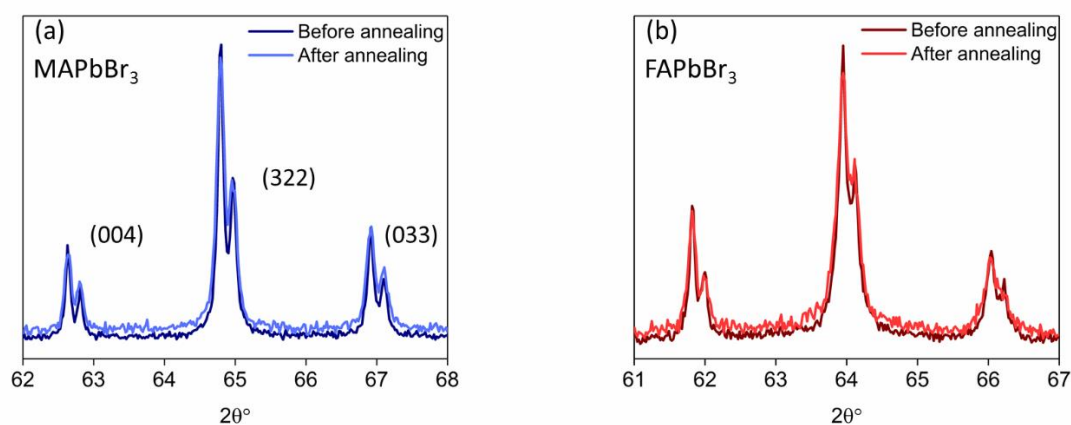 (a)
MAPbBr₃
Before annealing
After annealing
(004)
(322)
(033)
62 63 64 65 66 67 68
2θ°
(b)
FAPbBr₃
Before annealing
After annealing
61 62 63 64 65 66 67
2θ°